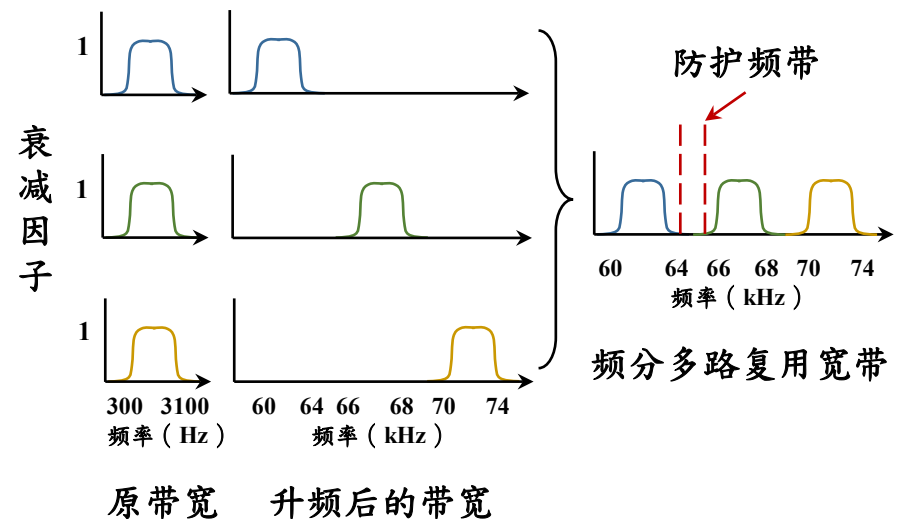 1
1
1
衰减因子
300 3100
频率（Hz）
60 64 66 68 70 74
频率（kHz）
原带宽
升频后的带宽
防护频带
60 64 66 68 70 74
频率（kHz）
频分多路复用宽带